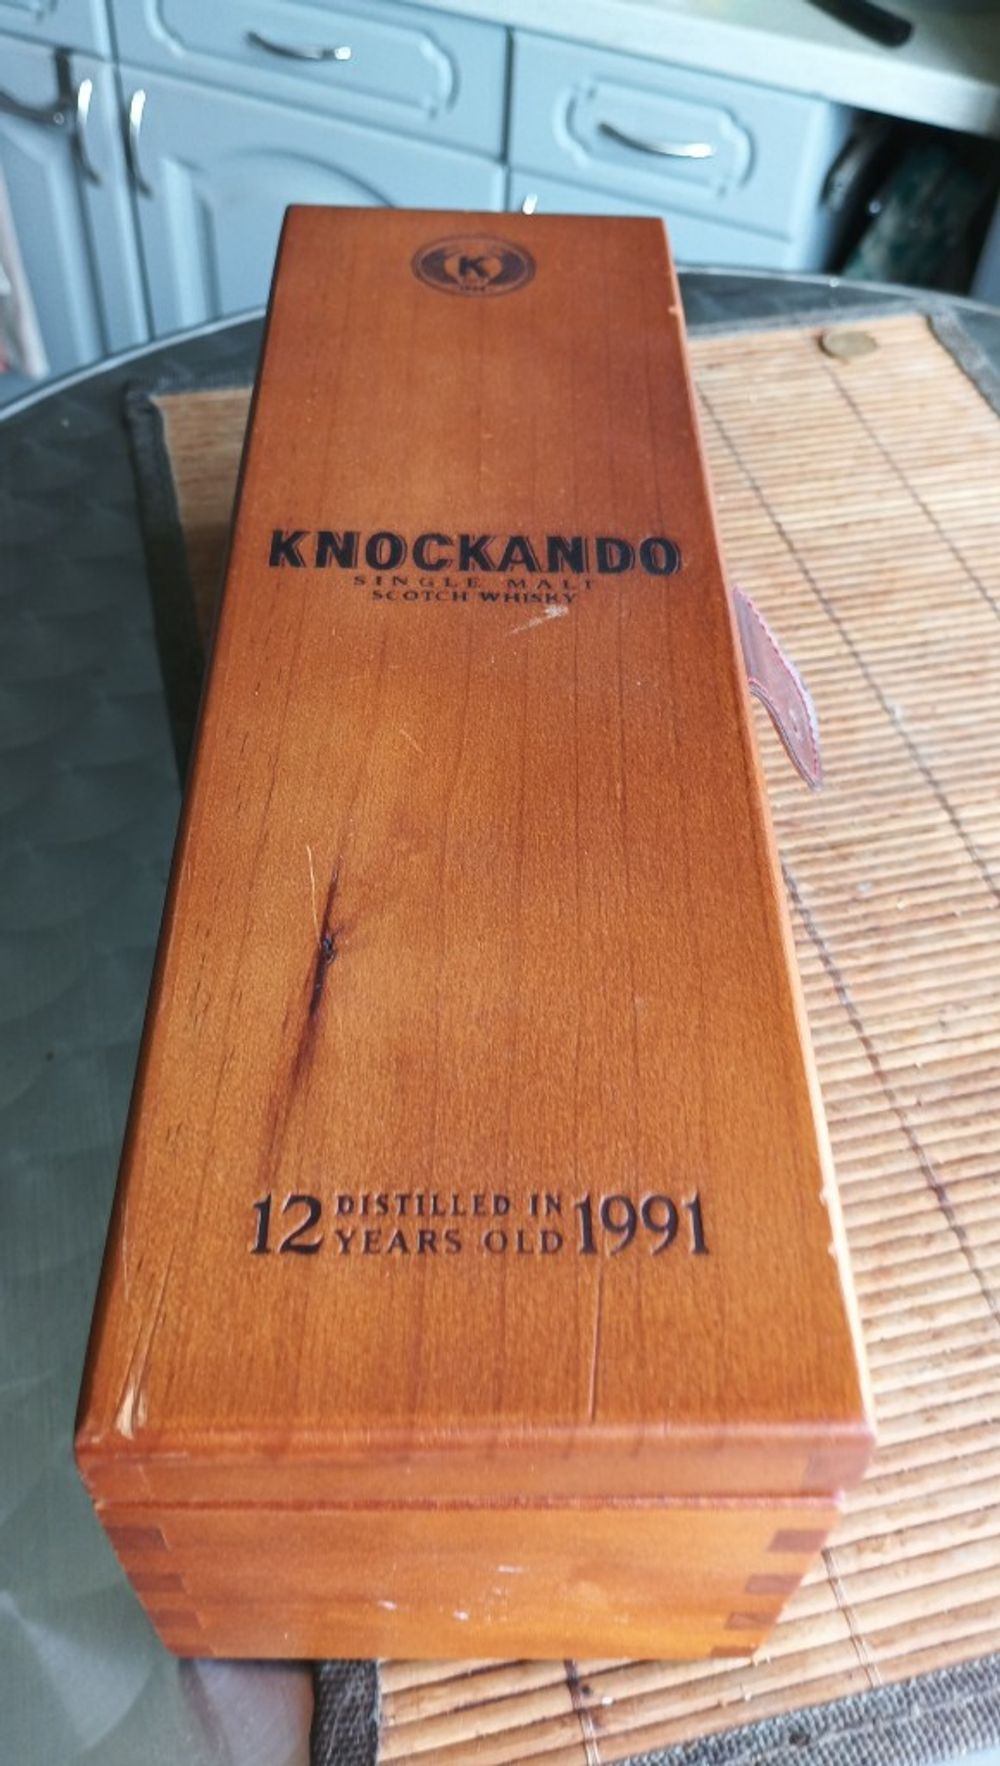 K
KNOCKANDO
SINGLE MALT
SCOTCH WHISKY
12 DISTILLED IN 1991
YEARS OLD